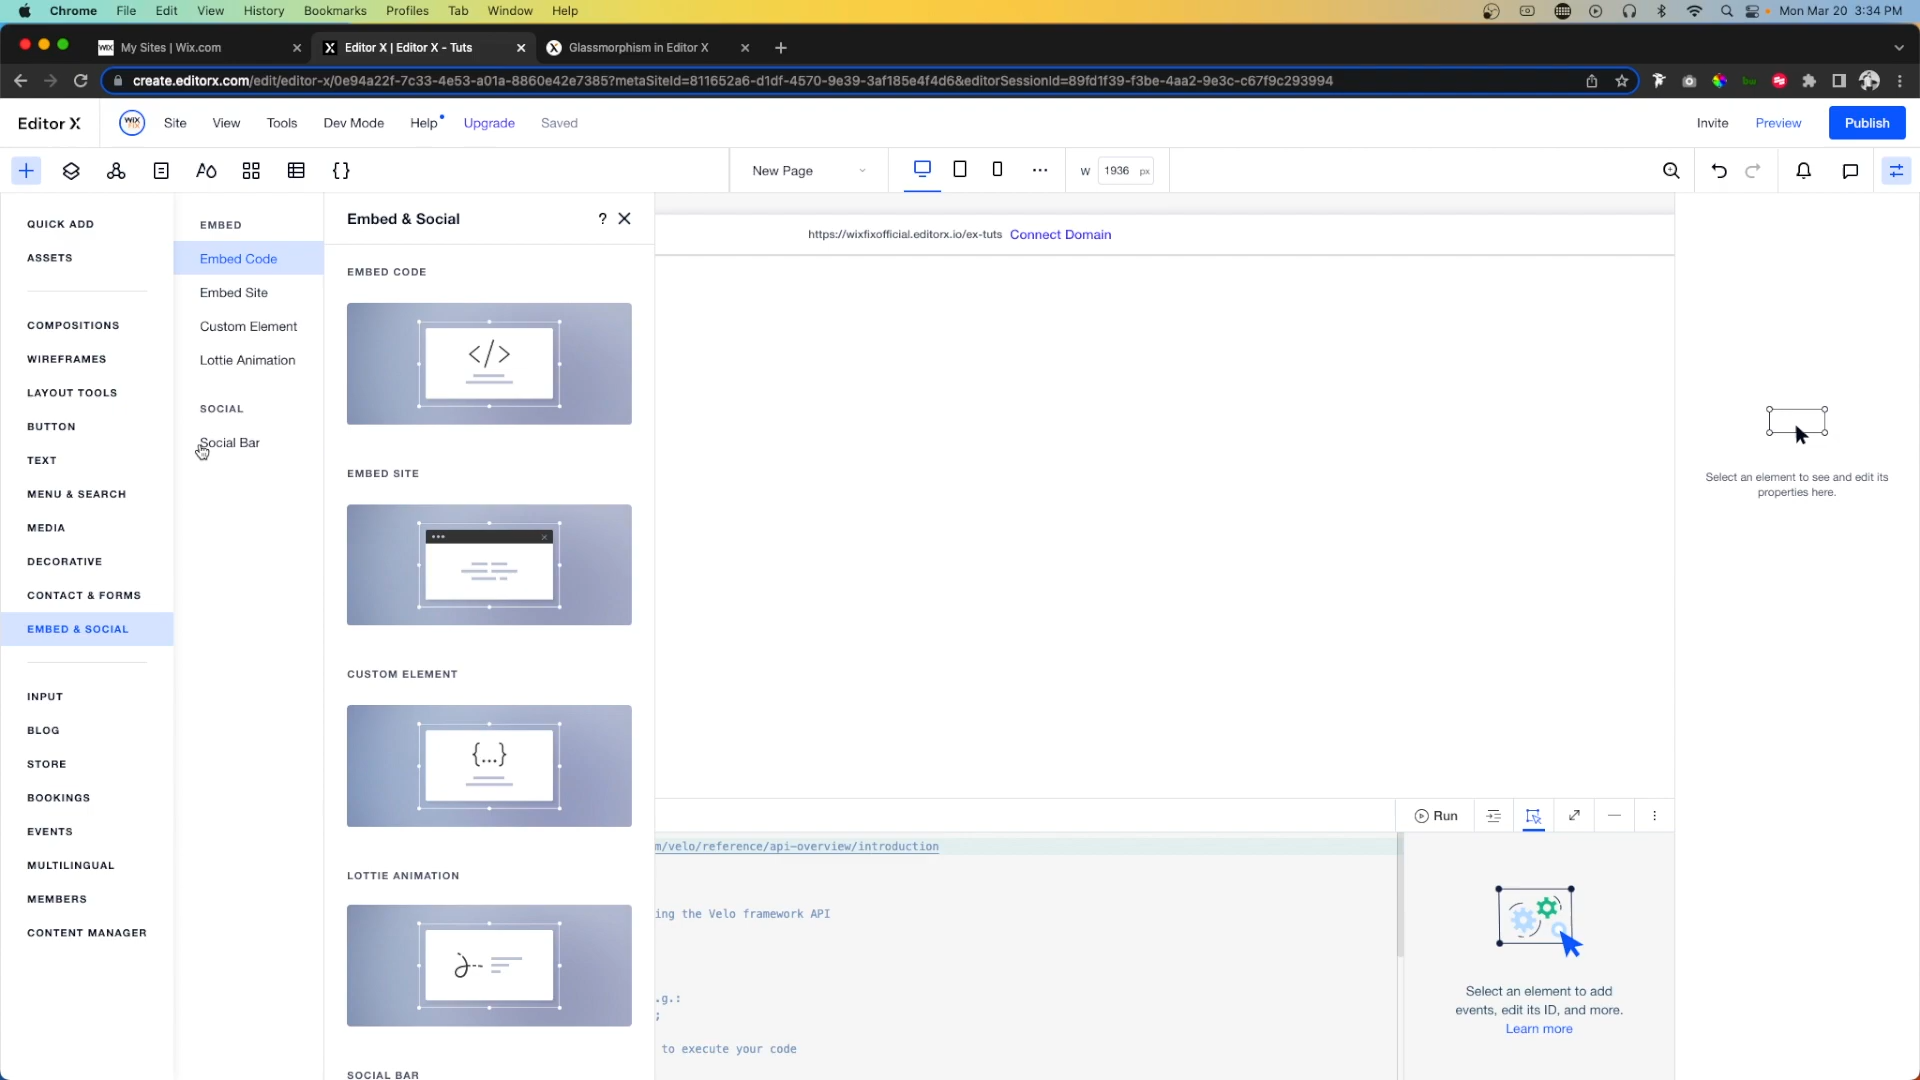 Chrome File Edit View History Bookmarks Profiles Tab Window Help
Mon Mar 20 3:34 PM
WIX My Sites | Wix.com
X Editor X | Editor X - Tuts
X Glassmorphism in Editor X
create.editorx.com/edit/editor-x/0e94a22f-7c33-4e53-a01a-8860e42e7385?metaSiteId=811652a6-d1df-4570-9e39-3af185e4f4d6&editorSessionId=89fd1f39-f3be-4aa2-9e3c-c67f9c293994
Editor X
WIX FIX
Site View Tools Dev Mode Help Upgrade Saved
Invite Preview Publish
New Page
W 1936 px
QUICK ADD
ASSETS
COMPOSITIONS
WIREFRAMES
LAYOUT TOOLS
BUTTON
TEXT
MENU & SEARCH
MEDIA
DECORATIVE
CONTACT & FORMS
EMBED & SOCIAL
INPUT
BLOG
STORE
BOOKINGS
EVENTS
MULTILINGUAL
MEMBERS
CONTENT MANAGER
EMBED
Embed Code
Embed Site
Custom Element
Lottie Animation
SOCIAL
Social Bar
Embed & Social ?
EMBED CODE
</>
EMBED SITE
CUSTOM ELEMENT
{...}
LOTTIE ANIMATION
SOCIAL BAR
https://wixfixofficial.editorx.io/ex-tuts Connect Domain
Run
m/velo/reference/api-overview/introduction
ing the Velo framework API
.g.:
;
to execute your code
Select an element to add
events, edit its ID, and more.
Learn more
Select an element to see and edit its
properties here.